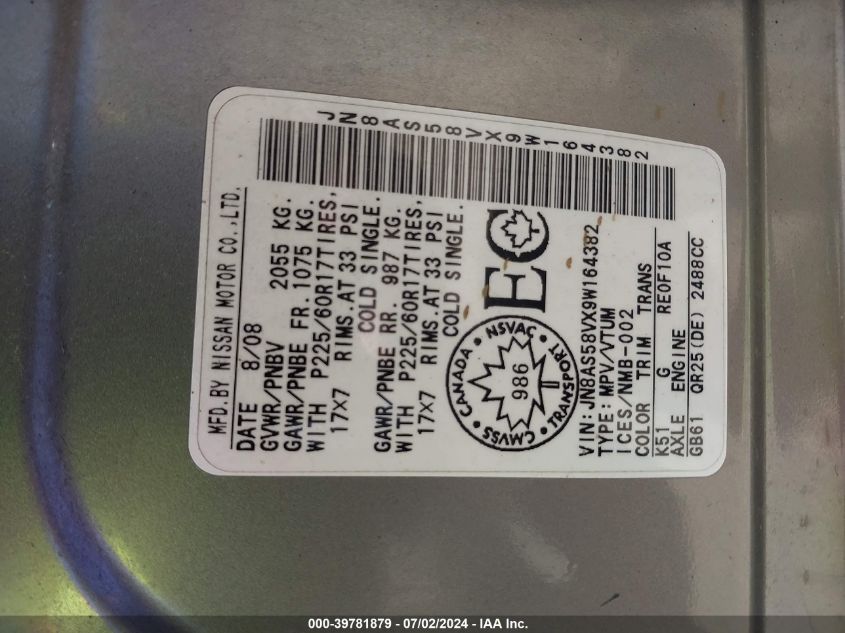 JN8AS58VX9W164382
MFD.BY NISSAN MOTOR CO.,LTD.
DATE 8/08
GVWR/PNBV 2055 KG.
GAWR/PNBE FR. 1075 KG.
WITH P225/60R17TIRES,
17X7 RIMS.AT 33 PSI
COLD SINGLE.
GAWR/PNBE RR. 987 KG.
WITH P225/60R17TIRES,
17X7 RIMS.AT 33 PSI
COLD SINGLE.
CANADA • NSVAC • TRANSPORT • CMVSS •
986
EC
VIN:JN8AS58VX9W164382
TYPE:MPV/VTUM
ICES/NMB-002
COLOR TRIM TRANS
K51 G RE0F10A
AXLE ENGINE
GB61 QR25(DE) 2488CC
000-39781879 - 07/02/2024 - IAA Inc.